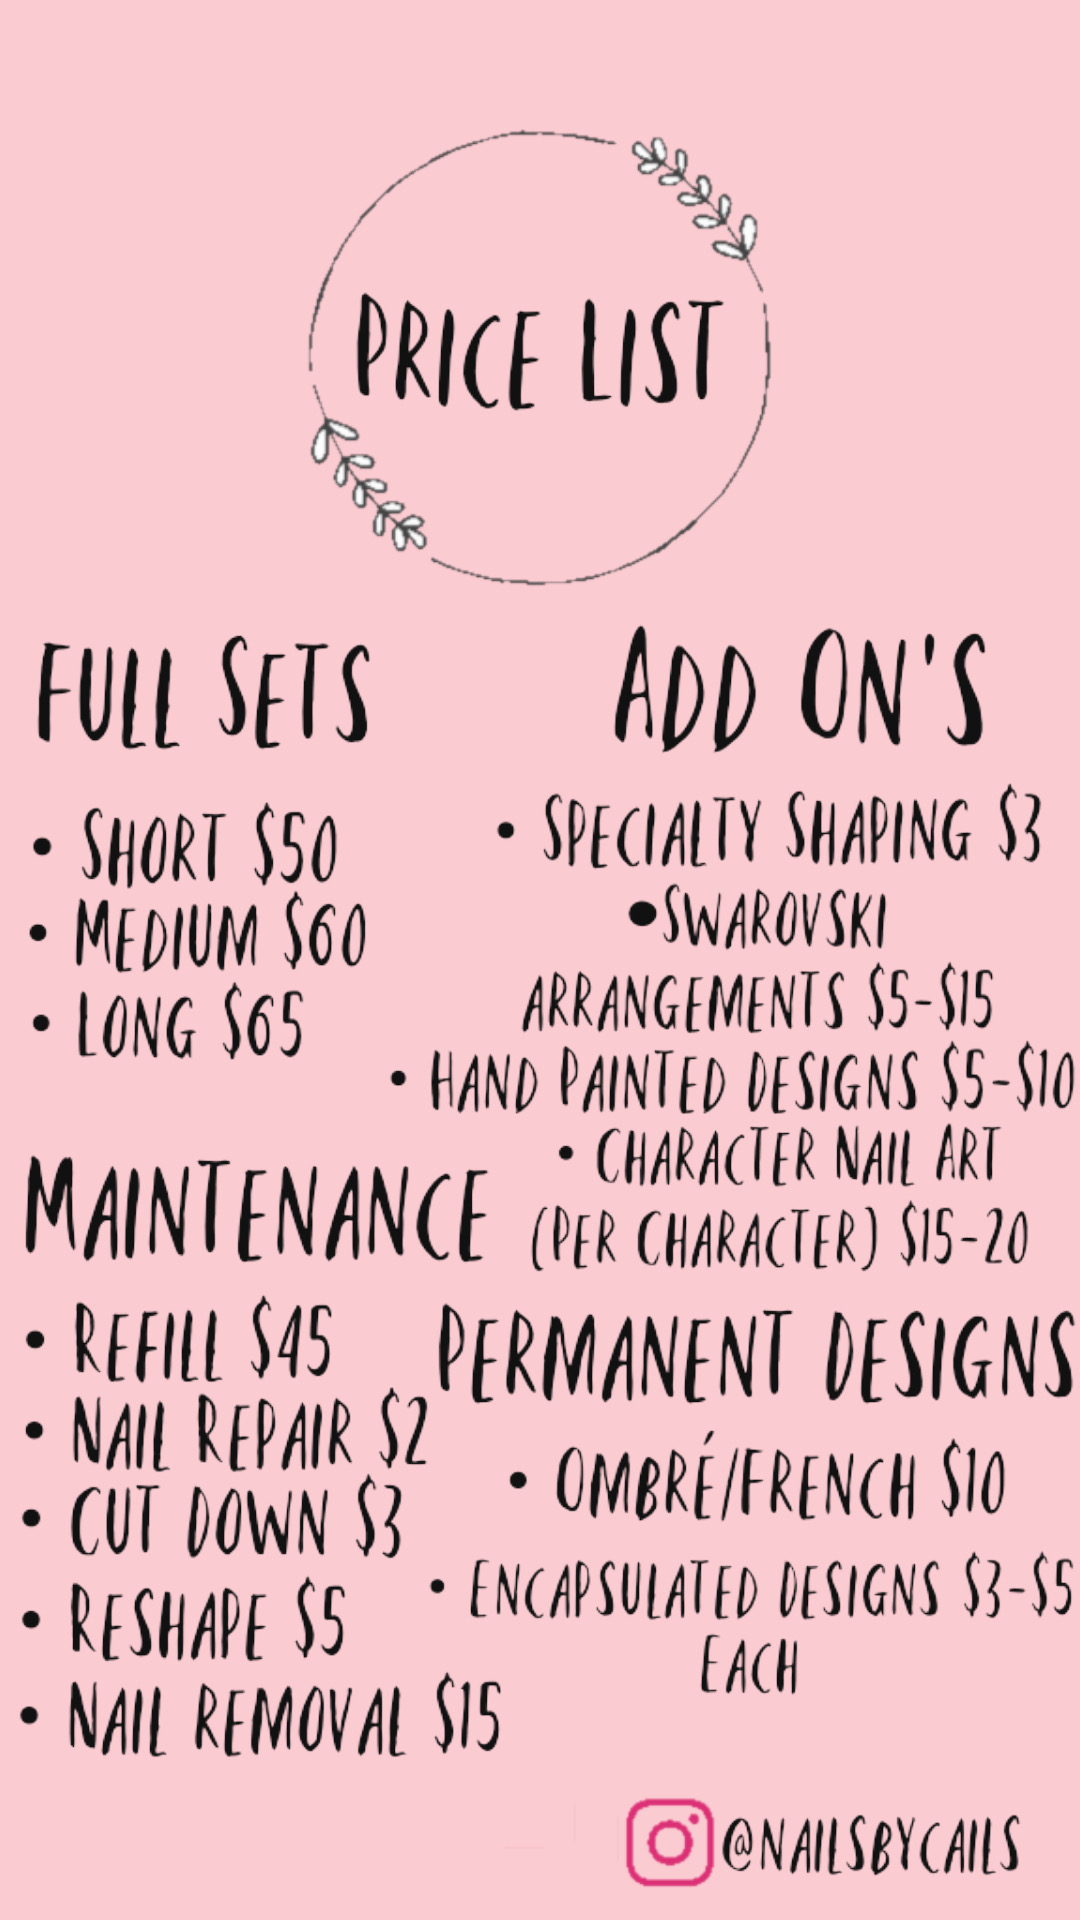 PRICE LIST
FULL SETS
• SHORT $50
• MEDIUM $60
• LONG $65
MAINTENANCE
• REFILL $45
• NAIL REPAIR $2
• CUT DOWN $3
• RESHAPE $5
• NAIL REMOVAL $15
ADD ON'S
• SPECIALTY SHAPING $3
•SWAROVSKI
ARRANGEMENTS $5-$15
• HAND PAINTED DESIGNS $5-$10
• CHARACTER NAIL ART
(PER CHARACTER) $15-20
PERMANENT DESIGNS
• OMBRÉ/FRENCH $10
• ENCAPSULATED DESIGNS $3-$5
EACH
@NAILSBYCAILS